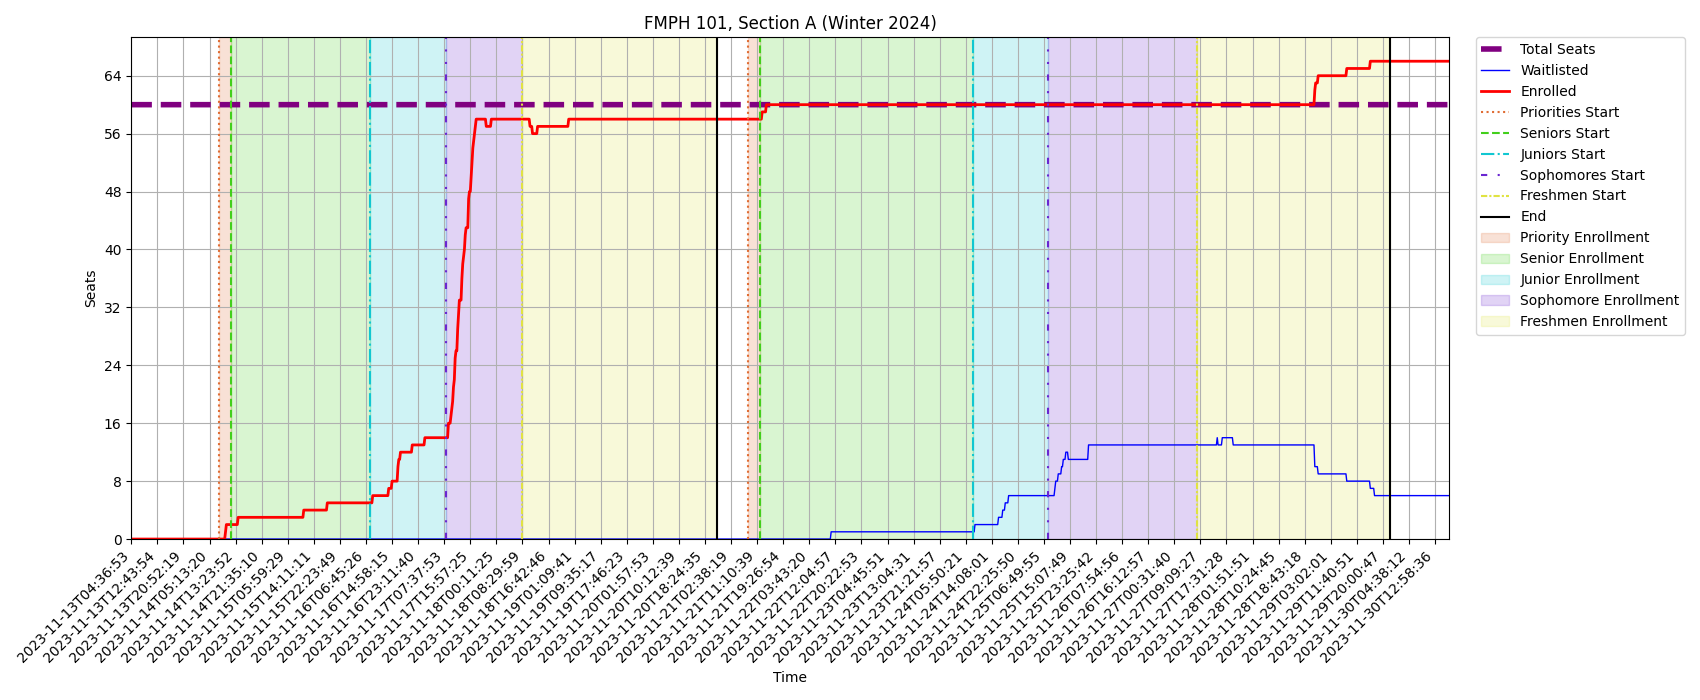 FMPH 101, Section A (Winter 2024)
Seats
64
56
48
40
32
24
16
8
0
2023-11-13T04:36:53
2023-11-13T12:43:54
2023-11-13T20:52:19
2023-11-14T05:13:20
2023-11-14T13:23:52
2023-11-14T21:35:10
2023-11-15T05:59:29
2023-11-15T14:11:11
2023-11-15T22:23:49
2023-11-16T06:45:26
2023-11-16T14:58:15
2023-11-16T23:11:40
2023-11-17T07:37:53
2023-11-17T15:57:25
2023-11-18T00:11:25
2023-11-18T08:29:59
2023-11-18T16:42:46
2023-11-19T01:09:41
2023-11-19T09:35:17
2023-11-19T17:46:23
2023-11-20T01:57:53
2023-11-20T10:12:39
2023-11-20T18:24:35
2023-11-21T02:38:19
2023-11-21T11:10:39
2023-11-21T19:26:54
2023-11-22T03:43:20
2023-11-22T12:04:57
2023-11-22T20:22:53
2023-11-23T04:45:51
2023-11-23T13:04:31
2023-11-23T21:21:57
2023-11-24T05:50:21
2023-11-24T14:08:01
2023-11-24T22:25:50
2023-11-25T06:49:55
2023-11-25T15:07:49
2023-11-25T23:25:42
2023-11-26T07:54:56
2023-11-26T16:12:57
2023-11-27T00:31:40
2023-11-27T09:09:27
2023-11-27T17:31:28
2023-11-28T01:51:51
2023-11-28T10:24:45
2023-11-28T18:43:18
2023-11-29T03:02:01
2023-11-29T11:40:51
2023-11-29T20:00:47
2023-11-30T04:38:12
2023-11-30T12:58:36
Time
Total Seats
Waitlisted
Enrolled
Priorities Start
Seniors Start
Juniors Start
Sophomores Start
Freshmen Start
End
Priority Enrollment
Senior Enrollment
Junior Enrollment
Sophomore Enrollment
Freshmen Enrollment